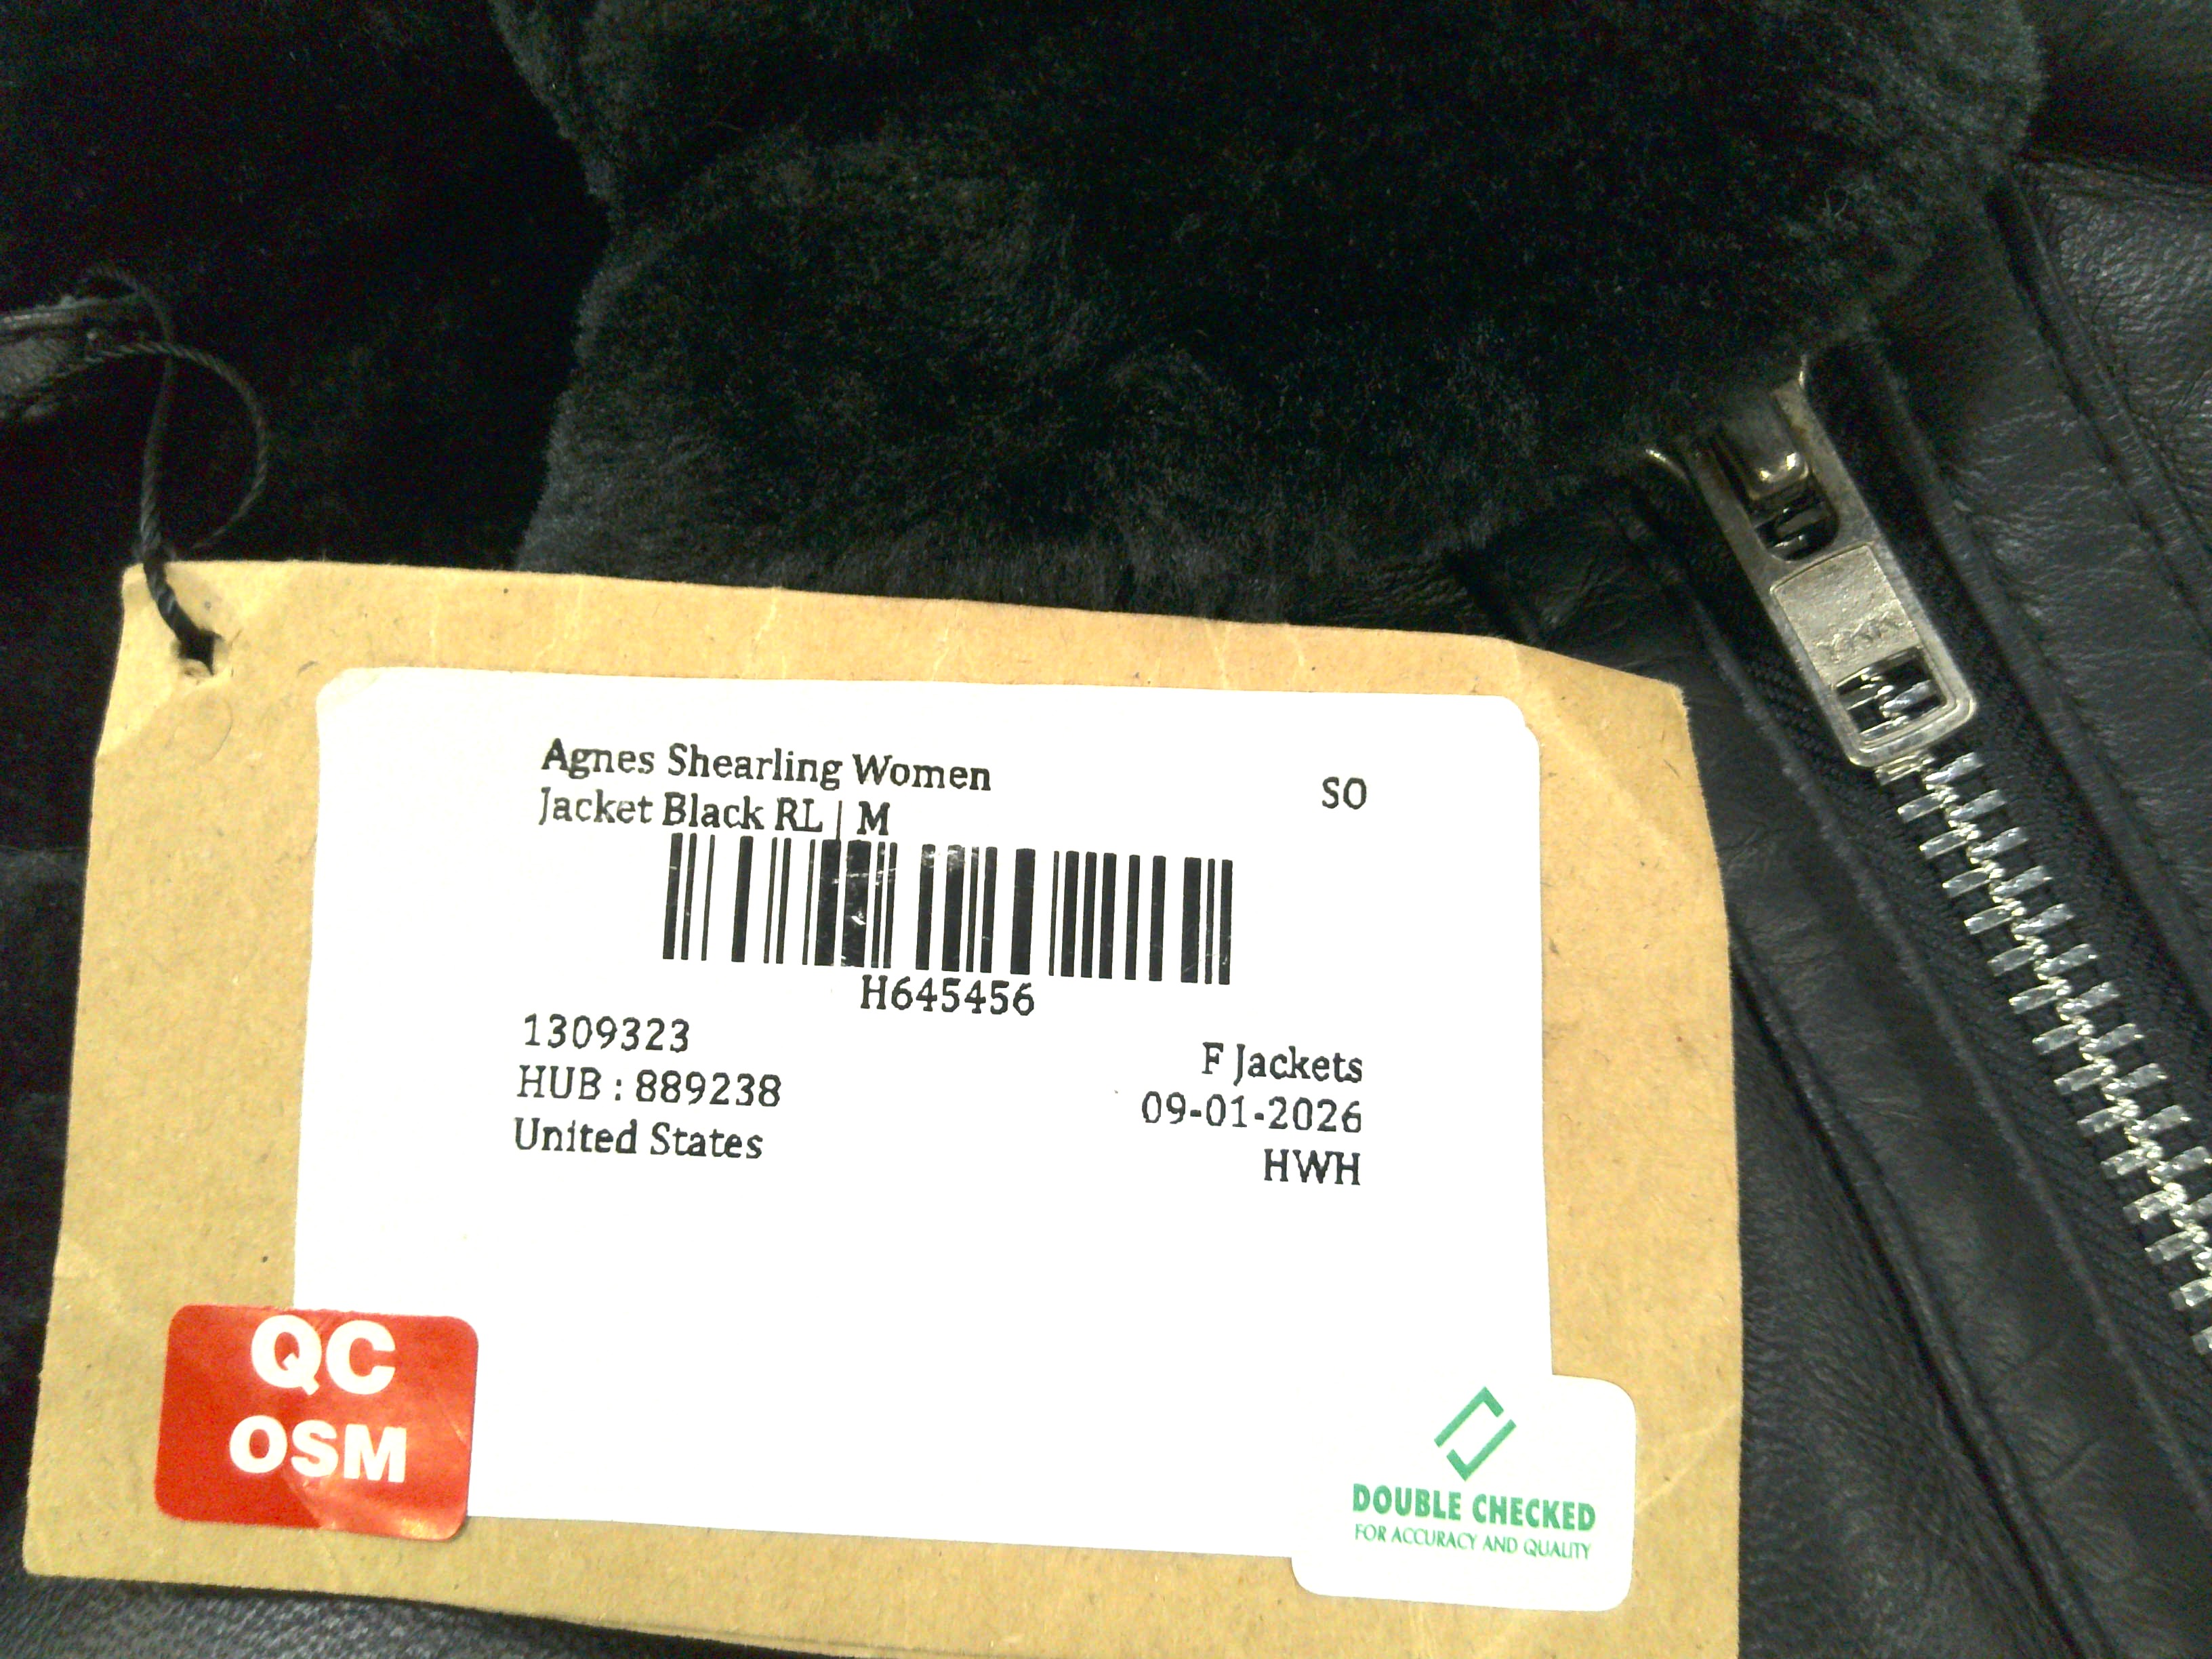 Agnes Shearling Women
Jacket Black RL | M
SO
H645456
1309323
HUB : 889238
United States
F Jackets
09-01-2026
HWH
QC
OSM
DOUBLE CHECKED
FOR ACCURACY AND QUALITY